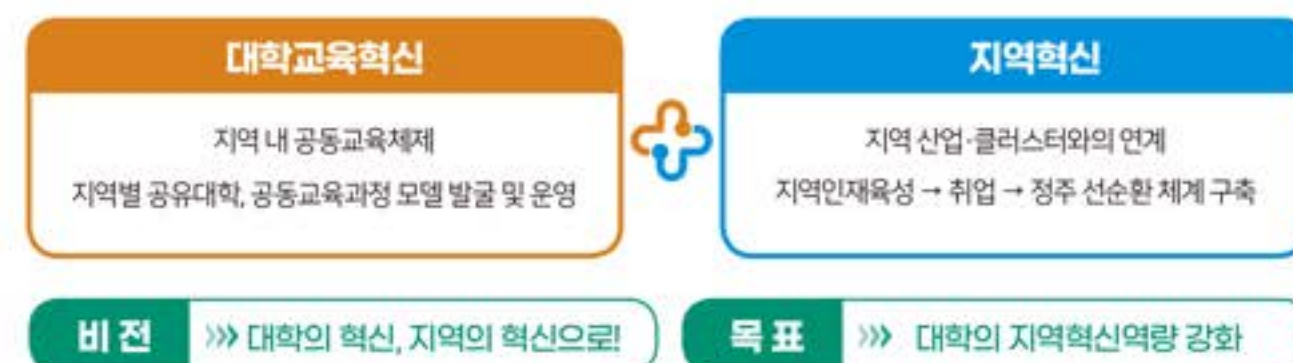 대학교육혁신
지역 내 공동교육체제
지역별 공유대학, 공동교육과정 모델 발굴 및 운영
지역혁신
지역 산업·클러스터와의 연계
지역인재육성 → 취업 → 정주 선순환 체계 구축
비 전 >>> 대학의 혁신, 지역의 혁신으로!
목 표 >>> 대학의 지역혁신역량 강화